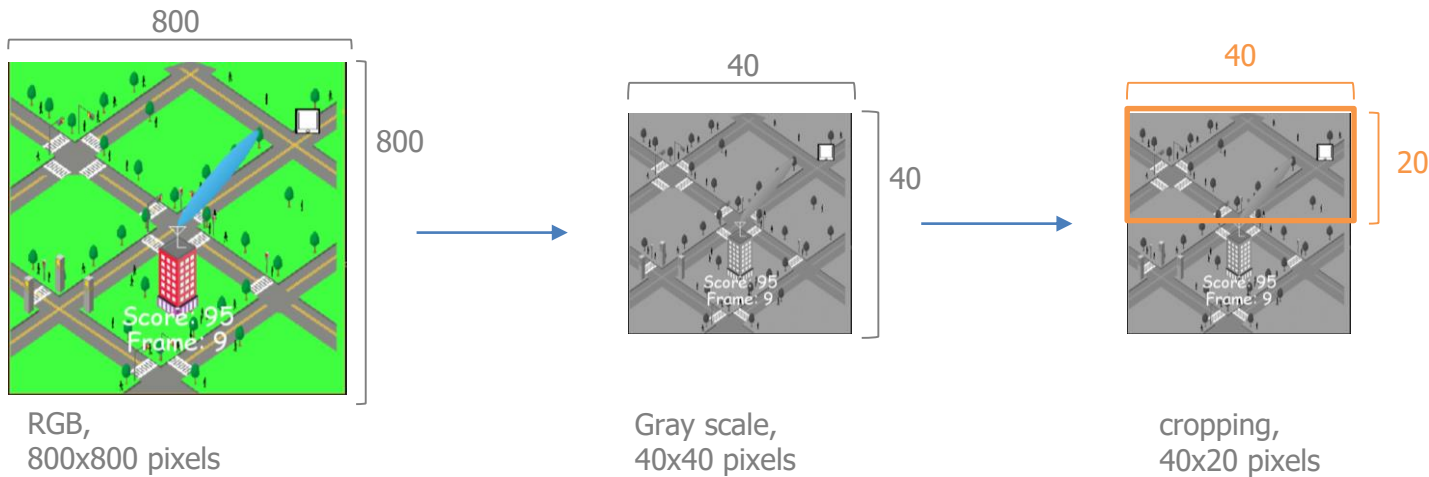 800
800
Score: 95
Frame: 9
RGB,
800x800 pixels
40
40
Score: 95
Frame: 9
Gray scale,
40x40 pixels
40
20
Score: 95
Frame: 9
cropping,
40x20 pixels